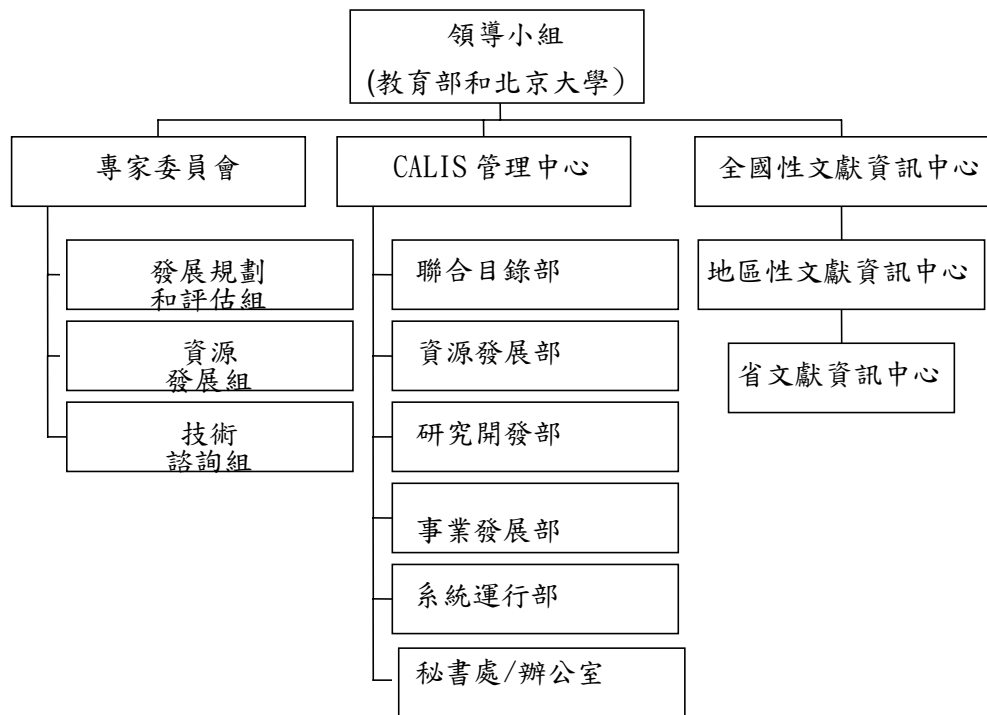 領導小組
(教育部和北京大學)
專家委員會
CALIS 管理中心
全國性文獻資訊中心
發展規劃
和評估組
資源
發展組
技術
諮詢組
聯合目錄部
資源發展部
研究開發部
事業發展部
系統運行部
秘書處/辦公室
地區性文獻資訊中心
省文獻資訊中心